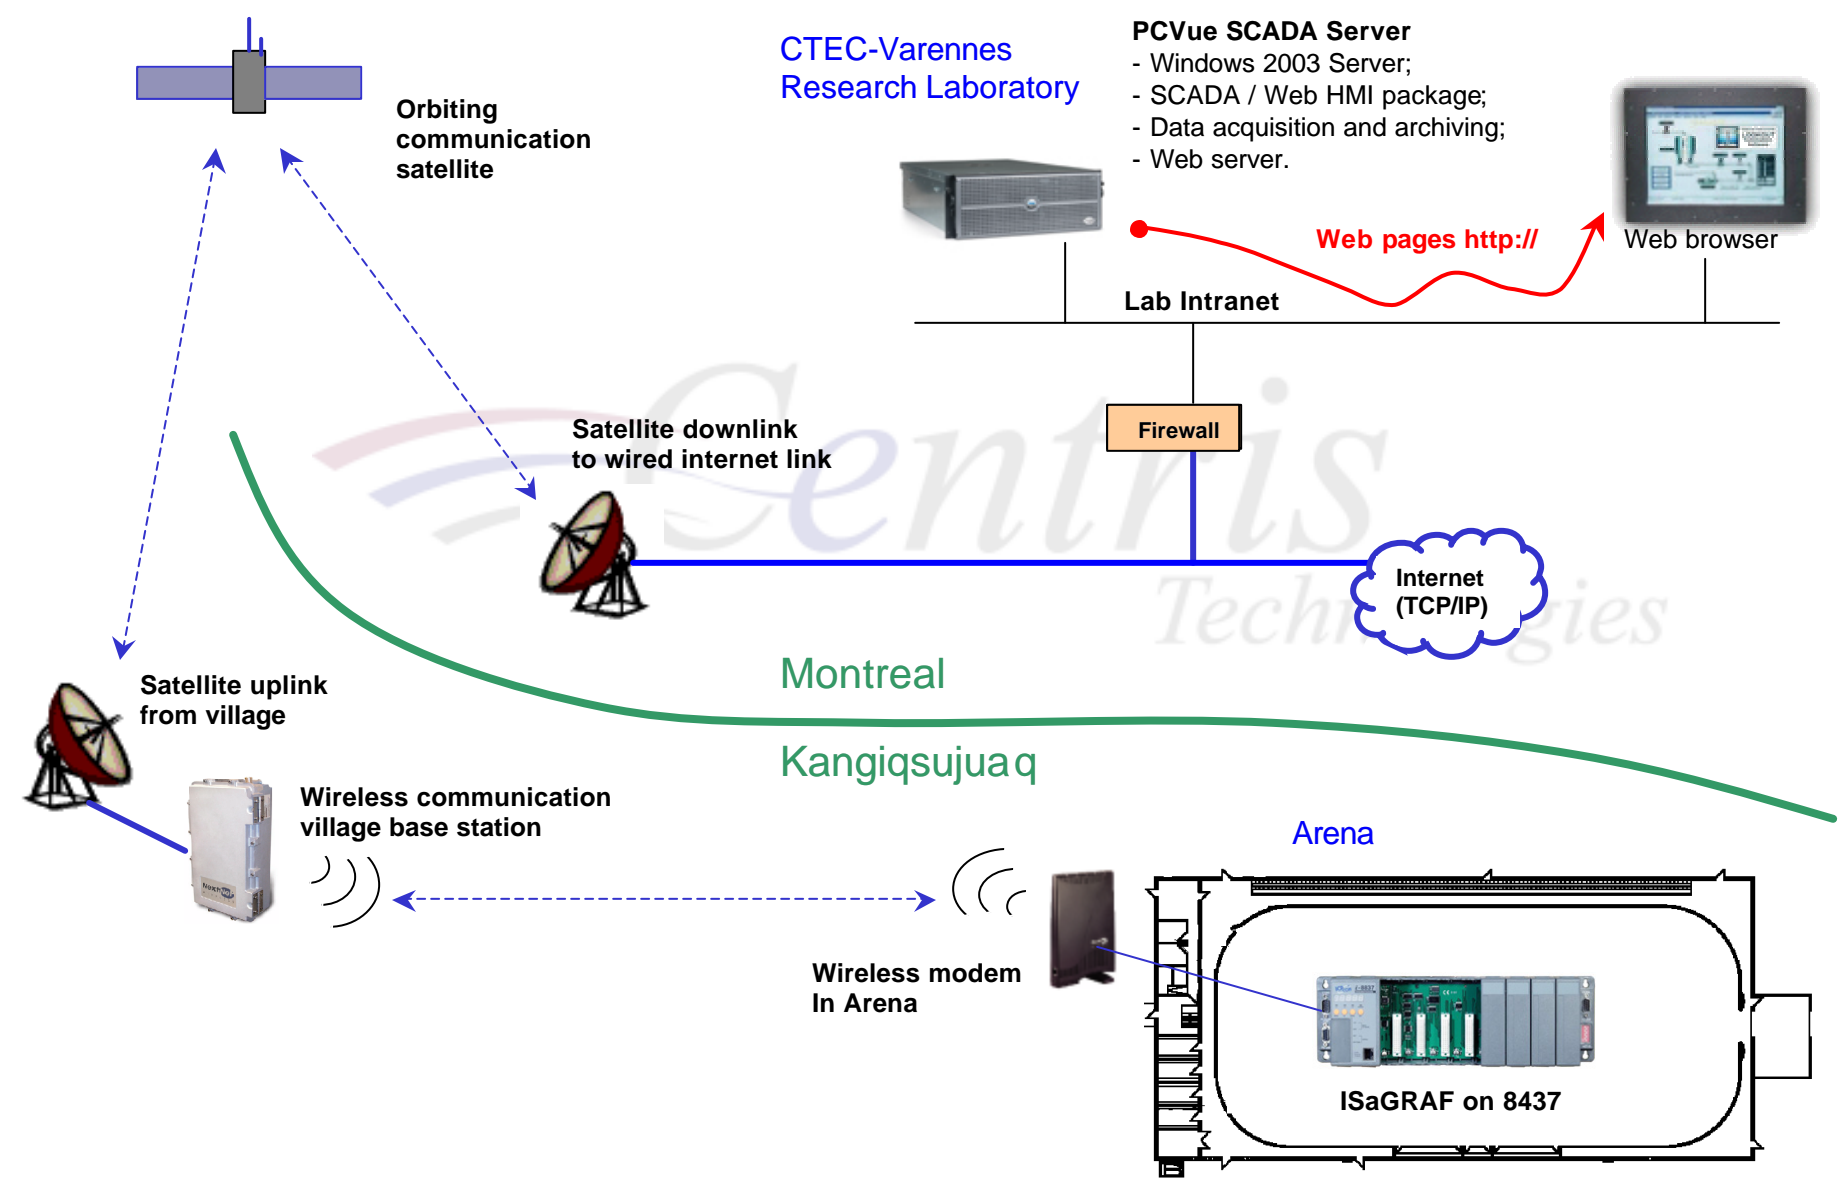 CTEC-Varennes
Research Laboratory
PCVue SCADA Server
- Windows 2003 Server;
- SCADA / Web HMI package;
- Data acquisition and archiving;
- Web server.
Orbiting
communication
satellite
Web pages http://
Web browser
Lab Intranet
Firewall
Satellite downlink
to wired internet link
Centris
Technologies
Internet
(TCP/IP)
Montreal
Kangiqsujuaq
Satellite uplink
from village
Wireless communication
village base station
Arena
Wireless modem
In Arena
ISaGRAF on 8437